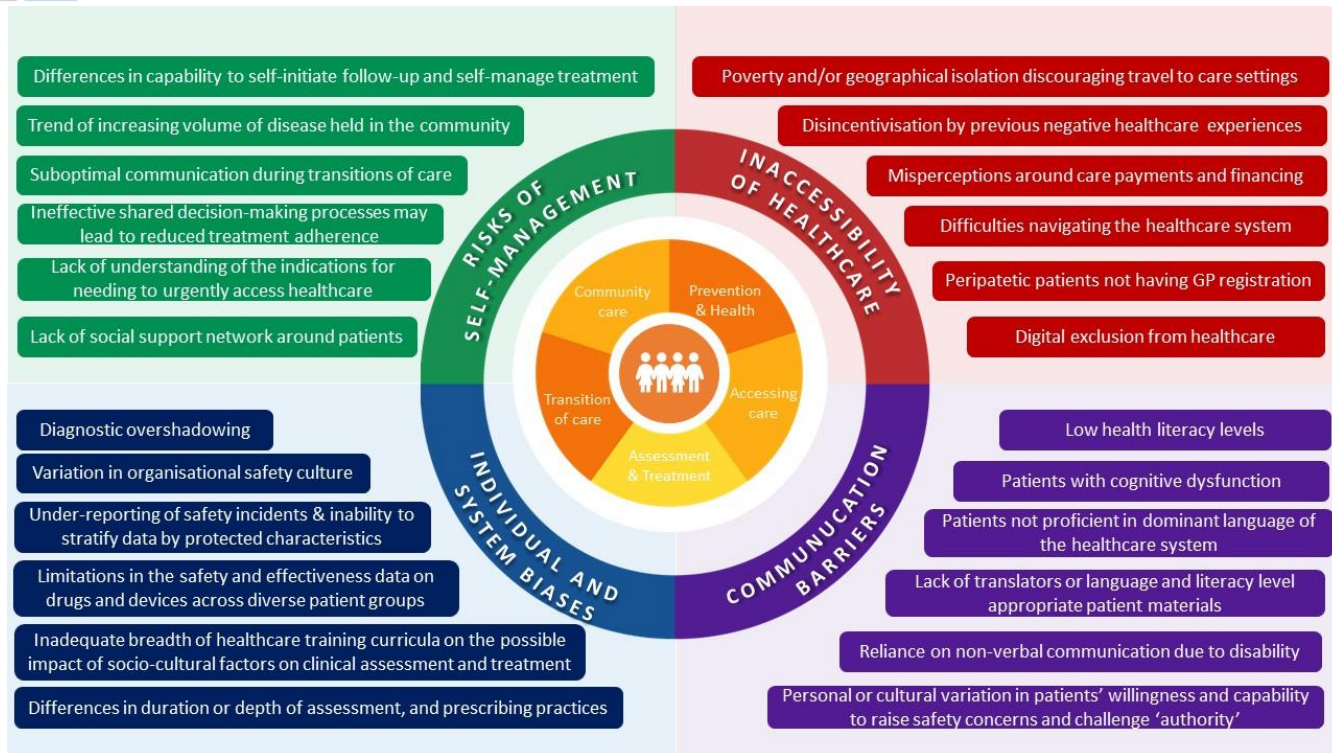 Differences in capability to self-initiate follow-up and self-manage treatment
Trend of increasing volume of disease held in the community
Suboptimal communication during transitions of care
Ineffective shared decision-making processes may
lead to reduced treatment adherence
Lack of understanding of the indications for
needing to urgently access healthcare
Lack of social support network around patients
RISKS OF
SELF-MANAGEMENT
INACCESSIBILITY
OF HEALTHCARE
Poverty and/or geographical isolation discouraging travel to care settings
Disincentivisation by previous negative healthcare experiences
Misperceptions around care payments and financing
Difficulties navigating the healthcare system
Peripatetic patients not having GP registration
Digital exclusion from healthcare
Community
care
Prevention
& Health
Transition
of care
Accessing
care
Assessment
& Treatment
Diagnostic overshadowing
Variation in organisational safety culture
Under-reporting of safety incidents & inability to
stratify data by protected characteristics
Limitations in the safety and effectiveness data on
drugs and devices across diverse patient groups
Inadequate breadth of healthcare training curricula on the possible
impact of socio-cultural factors on clinical assessment and treatment
Differences in duration or depth of assessment, and prescribing practices
INDIVIDUAL AND
SYSTEM BIASES
COMMUNUCATION
BARRIERS
Low health literacy levels
Patients with cognitive dysfunction
Patients not proficient in dominant language of
the healthcare system
Lack of translators or language and literacy level
appropriate patient materials
Reliance on non-verbal communication due to disability
Personal or cultural variation in patients' willingness and capability
to raise safety concerns and challenge 'authority'